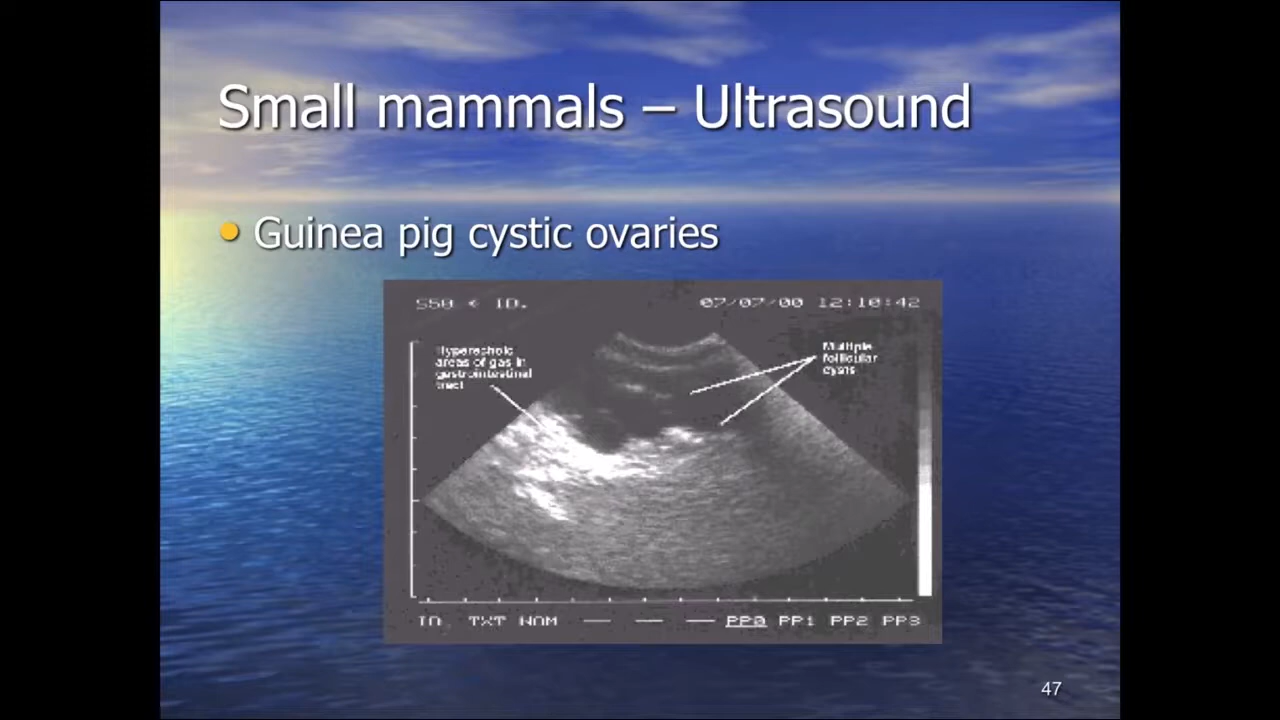 Small mammals – Ultrasound
Guinea pig cystic ovaries
07/07/00 12:10:42
Hyperechoic
areas of gas in
gastrointestinal
tract
Multiple
follicular
cysts
ID TXT NOM PP0 PP1 PP2 PP3
47